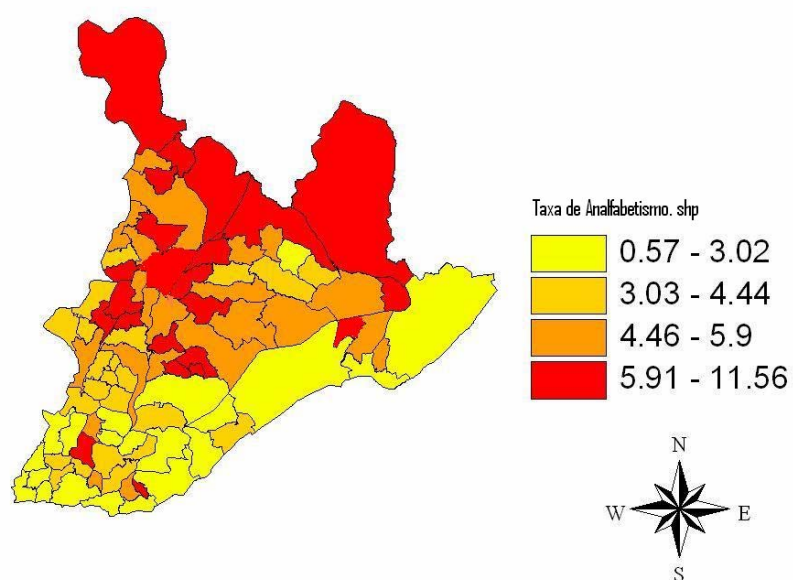 Taxa de Analfabetismo. shp
0.57 - 3.02
3.03 - 4.44
4.46 - 5.9
5.91 - 11.56
N
W E
S